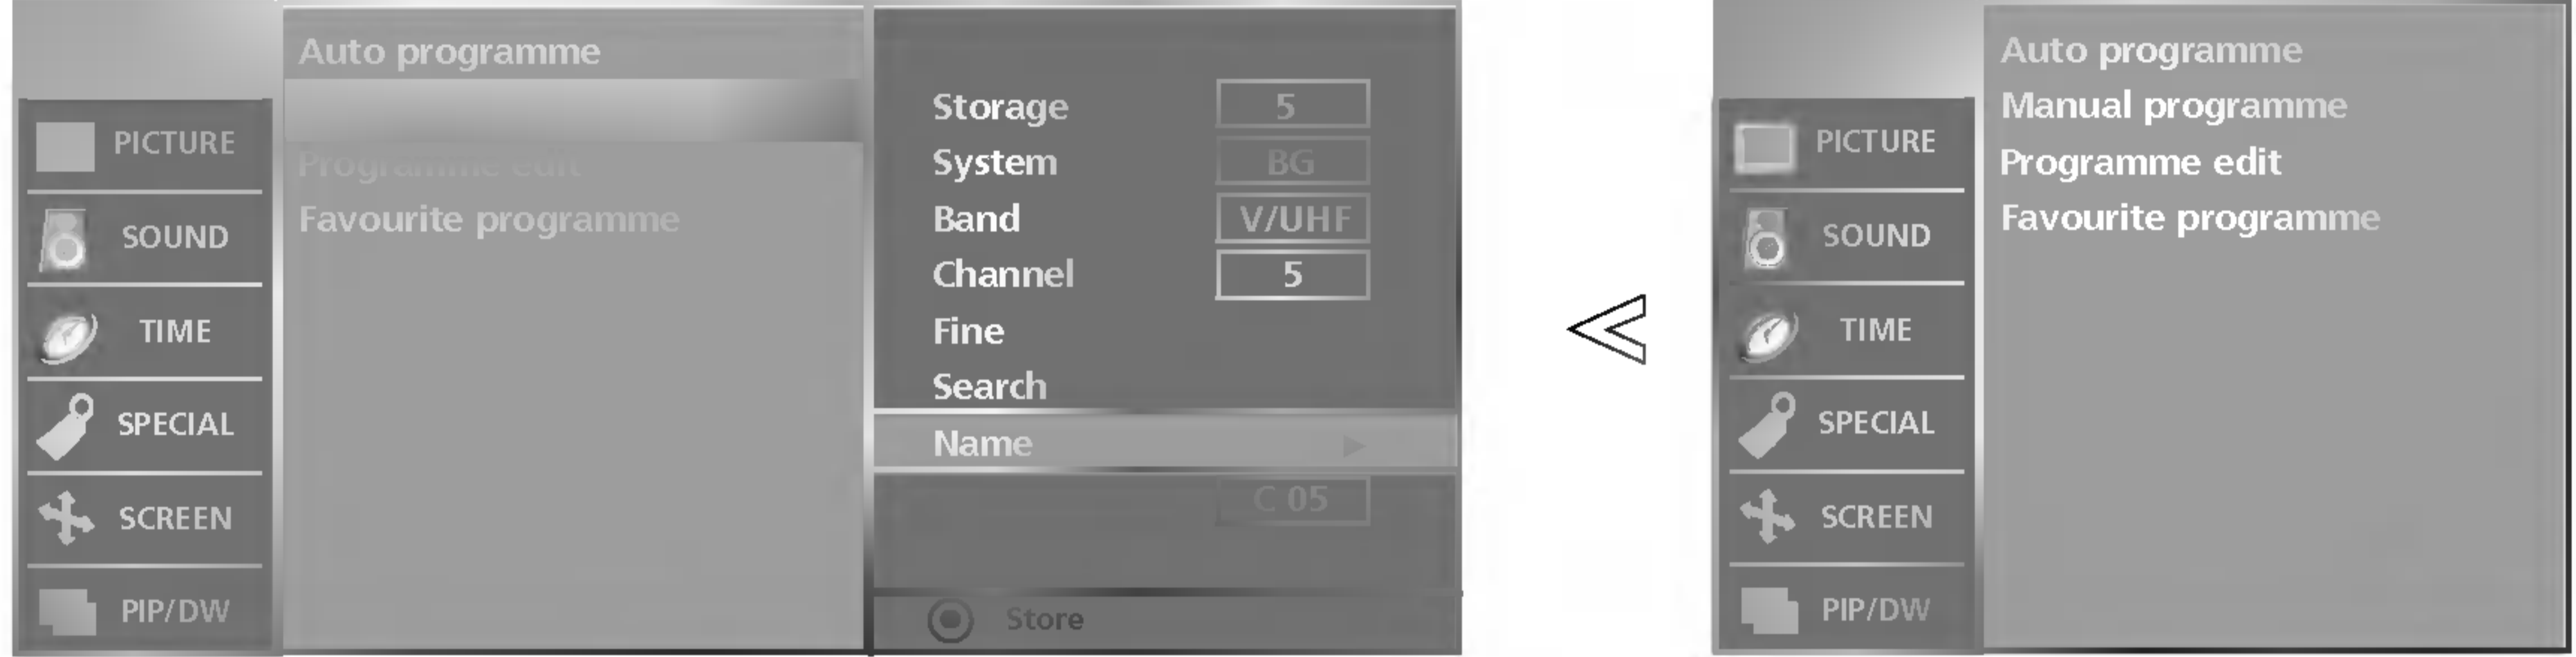 Auto programme
Programme edit
Favourite programme
PICTURE
SOUND
TIME
SPECIAL
SCREEN
PIP/DW
Storage 5
System BG
Band V/UHF
Channel 5
Fine
Search
Name ▶
C 05
Store
PICTURE
SOUND
TIME
SPECIAL
SCREEN
PIP/DW
Auto programme
Manual programme
Programme edit
Favourite programme